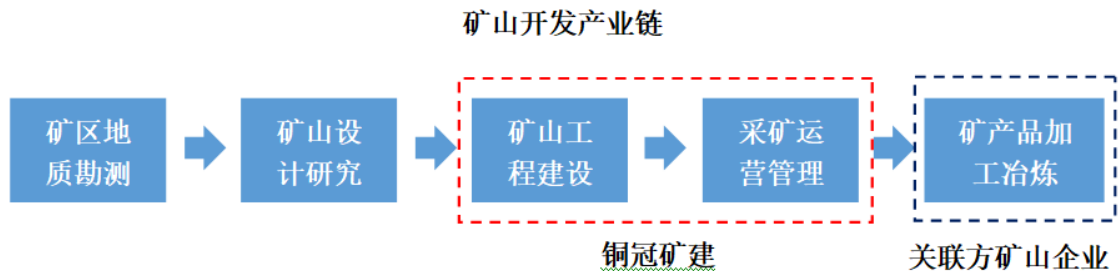 矿山开发产业链
矿区地
质勘测
矿山设
计研究
矿山工
程建设
采矿运
营管理
矿产品加
工冶炼
铜冠矿建
关联方矿山企业